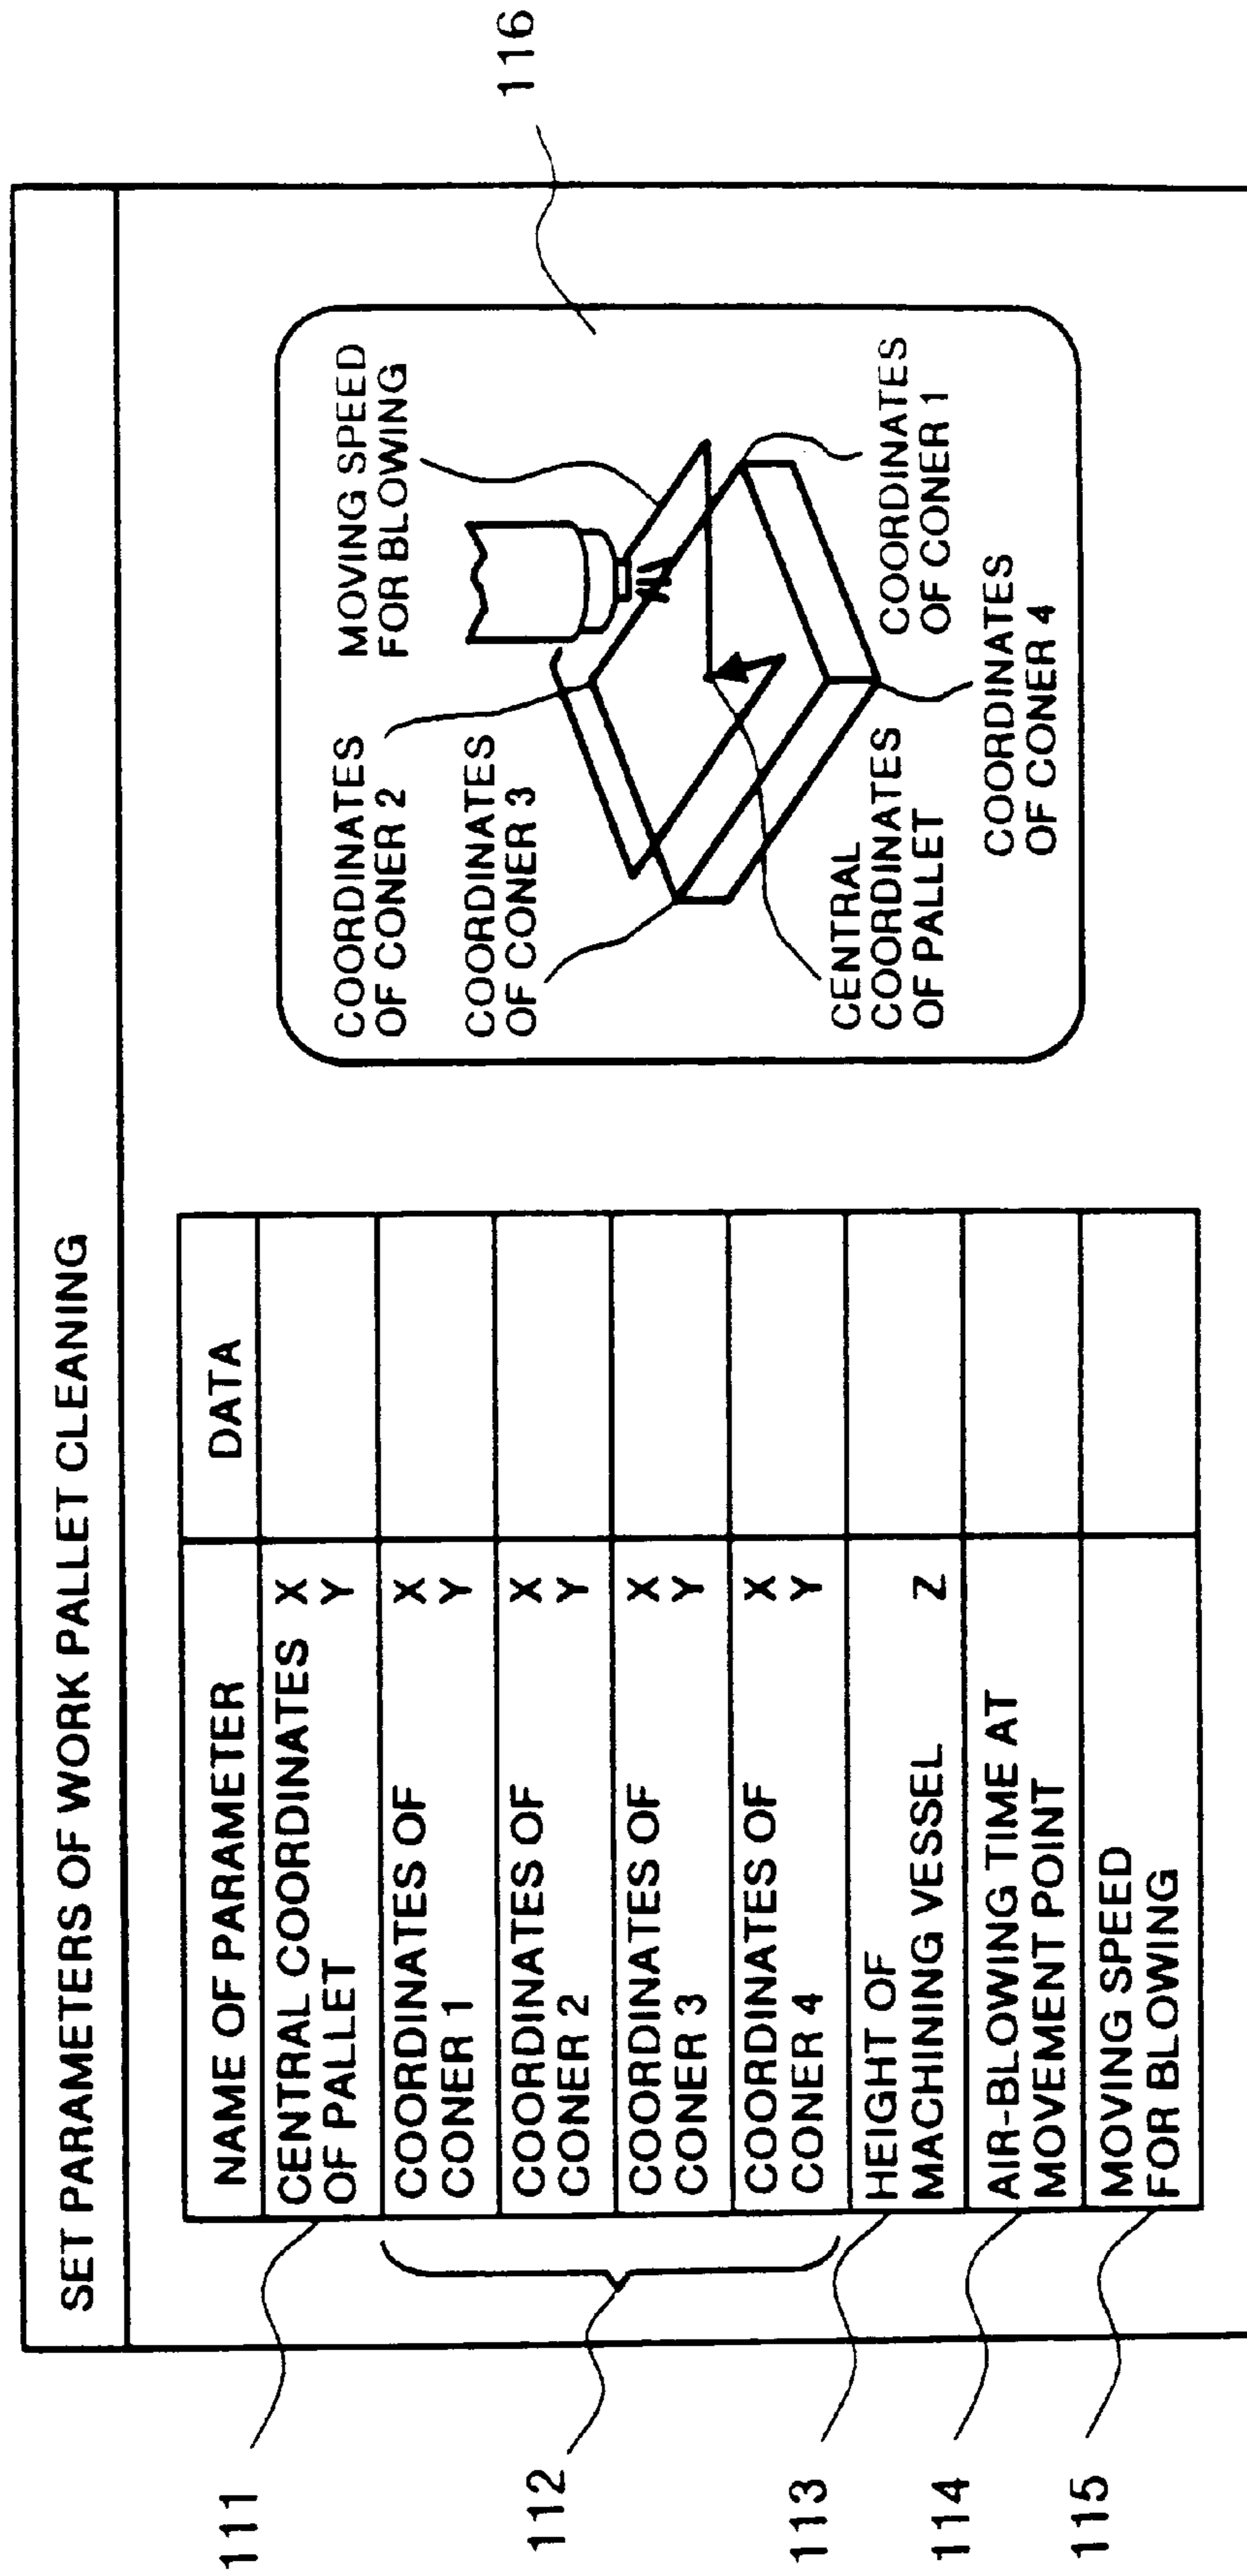 SET PARAMETERS OF WORK PALLET CLEANING
NAME OF PARAMETER DATA
111
CENTRAL COORDINATES X
OF PALLET Y
112
COORDINATES OF X
CONER 1 Y
COORDINATES OF X
CONER 2 Y
COORDINATES OF X
CONER 3 Y
COORDINATES OF X
CONER 4 Y
113
HEIGHT OF
MACHINING VESSEL Z
114
AIR-BLOWING TIME AT
MOVEMENT POINT
115
MOVING SPEED
FOR BLOWING
116
COORDINATES
OF CONER 2
MOVING SPEED
FOR BLOWING
COORDINATES
OF CONER 3
CENTRAL
COORDINATES
OF PALLET
COORDINATES
OF CONER 1
COORDINATES
OF CONER 4